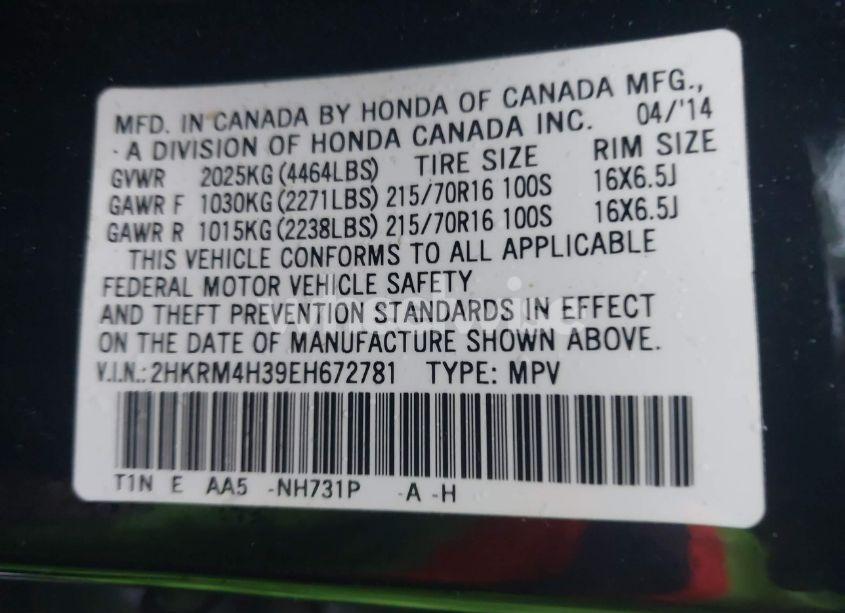 MFD. IN CANADA BY HONDA OF CANADA MFG.,
A DIVISION OF HONDA CANADA INC. 04/'14
GVWR 2025KG (4464LBS) TIRE SIZE RIM SIZE
GAWR F 1030KG (2271LBS) 215/70R16 100S 16X6.5J
GAWR R 1015KG (2238LBS) 215/70R16 100S 16X6.5J
THIS VEHICLE CONFORMS TO ALL APPLICABLE
FEDERAL MOTOR VEHICLE SAFETY
AND THEFT PREVENTION STANDARDS IN EFFECT
ON THE DATE OF MANUFACTURE SHOWN ABOVE.
V.I.N.: 2HKRM4H39EH672781 TYPE: MPV
T1N E AA5 -NH731P -A -H